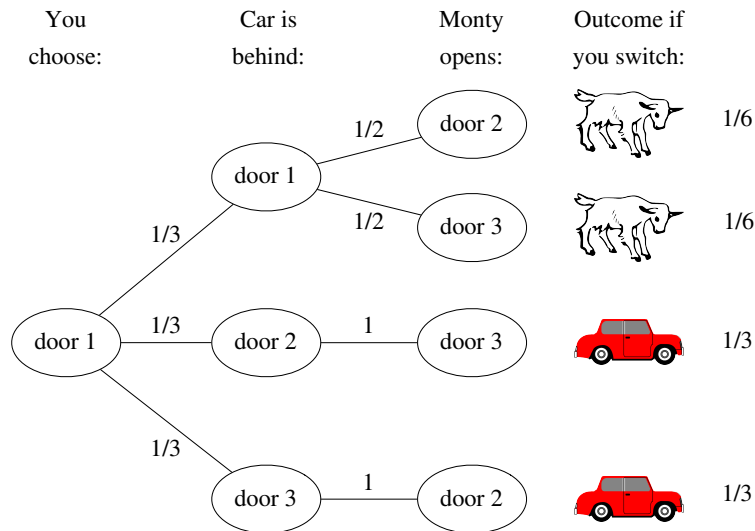 You choose:
Car is behind:
Monty opens:
Outcome if you switch:
1/2
door 2
1/6
door 1
1/2
door 3
1/6
1/3
door 1
1/3
door 2
1
door 3
1/3
1/3
door 3
1
door 2
1/3